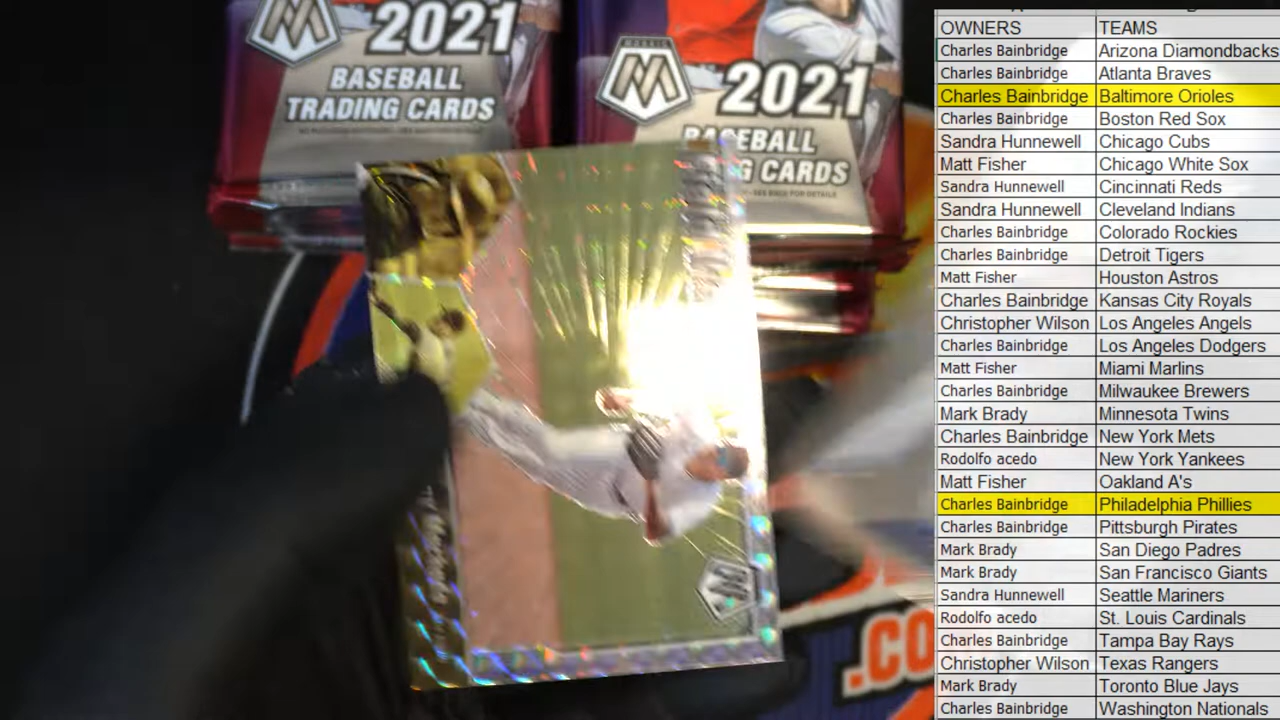 MOSAIC
2021
BASEBALL
TRADING CARDS
2021
BASEBALL
G CARDS
.CO
OWNERS TEAMS
Charles Bainbridge Arizona Diamondbacks
Charles Bainbridge Atlanta Braves
Charles Bainbridge Baltimore Orioles
Charles Bainbridge Boston Red Sox
Sandra Hunnewell Chicago Cubs
Matt Fisher Chicago White Sox
Sandra Hunnewell Cincinnati Reds
Sandra Hunnewell Cleveland Indians
Charles Bainbridge Colorado Rockies
Charles Bainbridge Detroit Tigers
Matt Fisher Houston Astros
Charles Bainbridge Kansas City Royals
Christopher Wilson Los Angeles Angels
Charles Bainbridge Los Angeles Dodgers
Matt Fisher Miami Marlins
Charles Bainbridge Milwaukee Brewers
Mark Brady Minnesota Twins
Charles Bainbridge New York Mets
Rodolfo acedo New York Yankees
Matt Fisher Oakland A's
Charles Bainbridge Philadelphia Phillies
Charles Bainbridge Pittsburgh Pirates
Mark Brady San Diego Padres
Mark Brady San Francisco Giants
Sandra Hunnewell Seattle Mariners
Rodolfo acedo St. Louis Cardinals
Charles Bainbridge Tampa Bay Rays
Christopher Wilson Texas Rangers
Mark Brady Toronto Blue Jays
Charles Bainbridge Washington Nationals